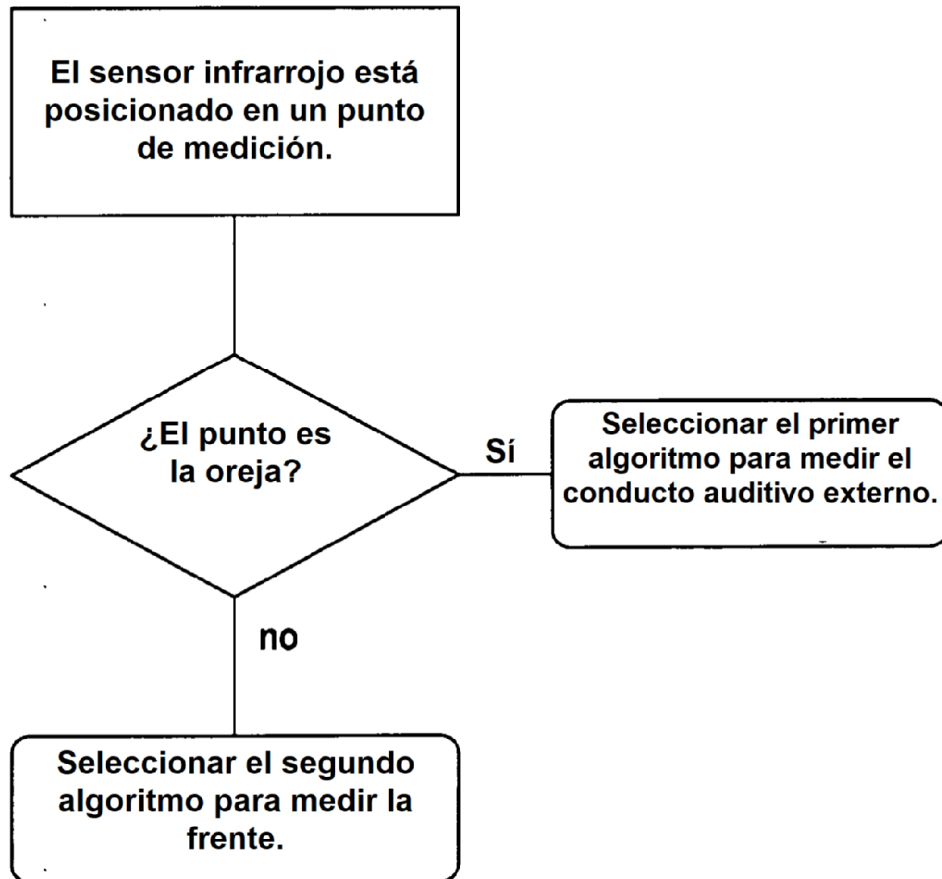 El sensor infrarrojo está
posicionado en un punto
de medición.
¿El punto es
la oreja?
Sí
Seleccionar el primer
algoritmo para medir el
conducto auditivo externo.
no
Seleccionar el segundo
algoritmo para medir la
frente.